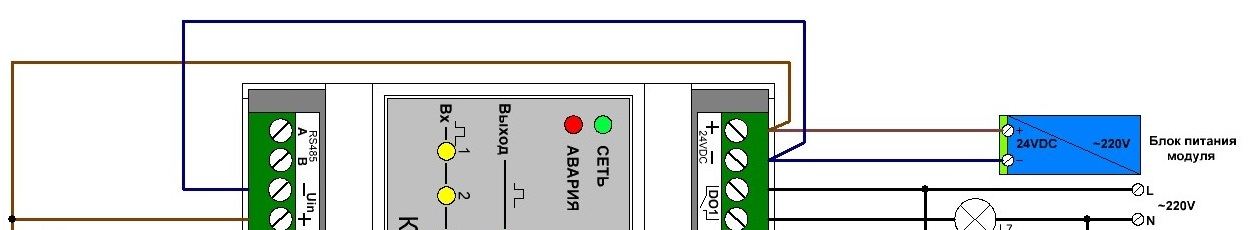 A
B
RS485
−
Uin
+
Вх
1
2
Выход
АВАРИЯ
СЕТЬ
К
+
24VDC
−
DO1
+
24VDC
−
~220V
Блок питания
модуля
L
~220V
N